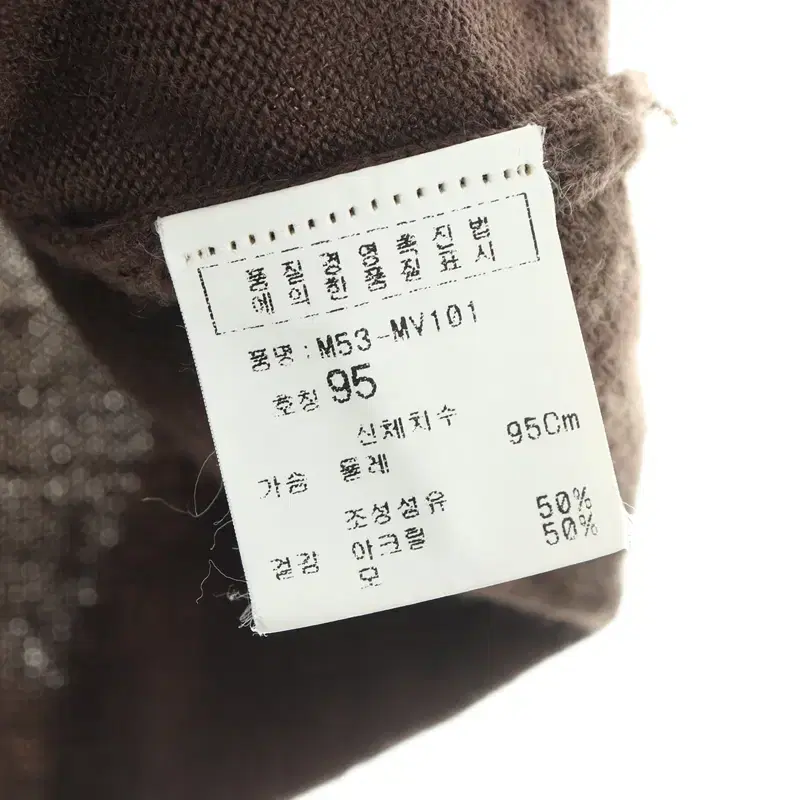 품 질 경 영 촉 진 법
에 의 한 품 질 표 시
품명 : M53-MV101
호칭 95
신체치수
가슴 둘레 95Cm
조성섬유
겉감 아크릴 50%
모 50%